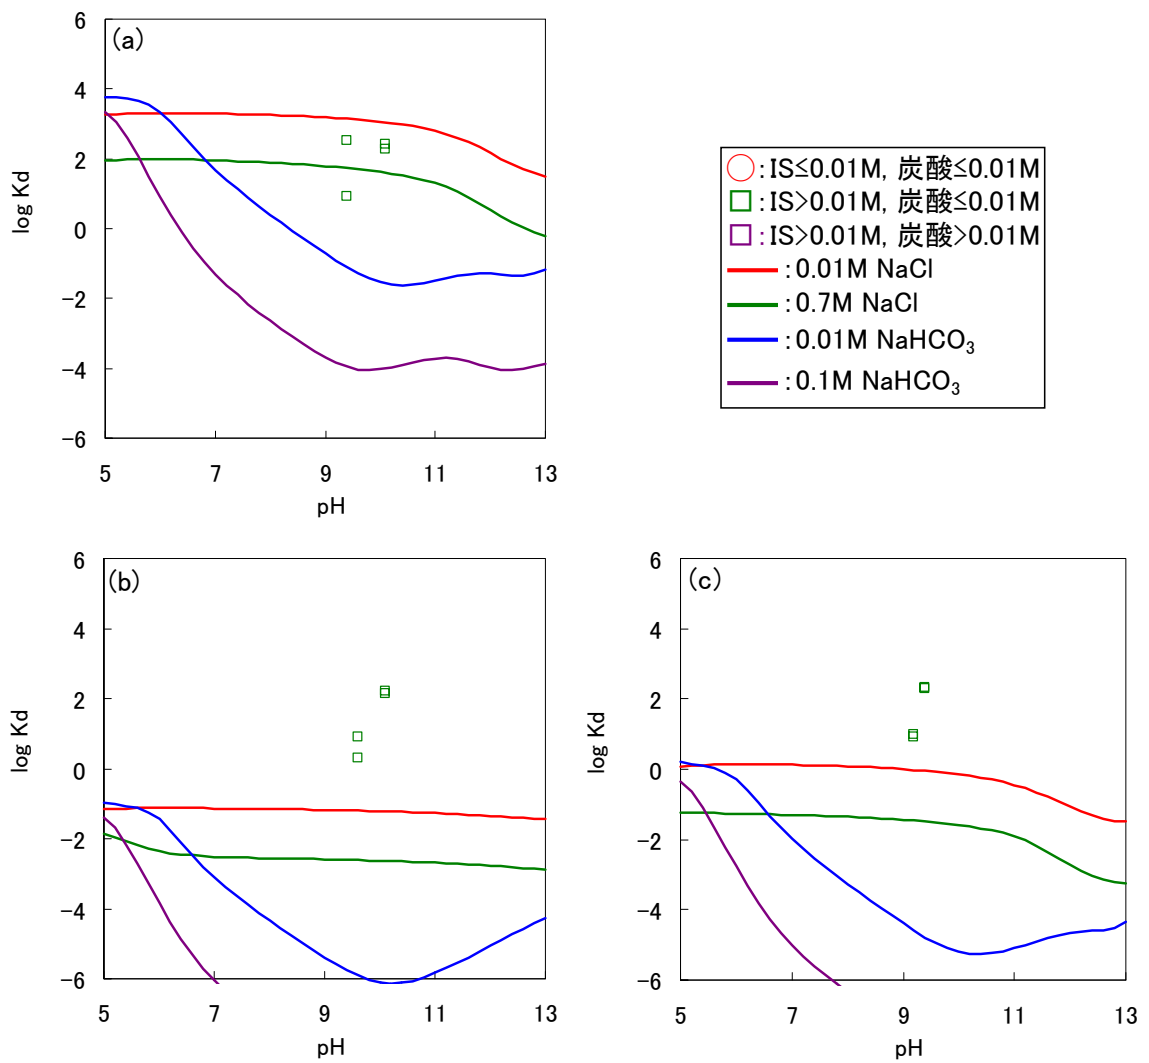 (a)
6
4
2
0
−2
−4
−6
log Kd
5 7 9 11 13
pH
:IS≤0.01M, 炭酸≤0.01M
:IS>0.01M, 炭酸≤0.01M
:IS>0.01M, 炭酸>0.01M
:0.01M NaCl
:0.7M NaCl
:0.01M NaHCO₃
:0.1M NaHCO₃
(b)
6
4
2
0
−2
−4
−6
log Kd
5 7 9 11 13
pH
(c)
6
4
2
0
−2
−4
−6
log Kd
5 7 9 11 13
pH